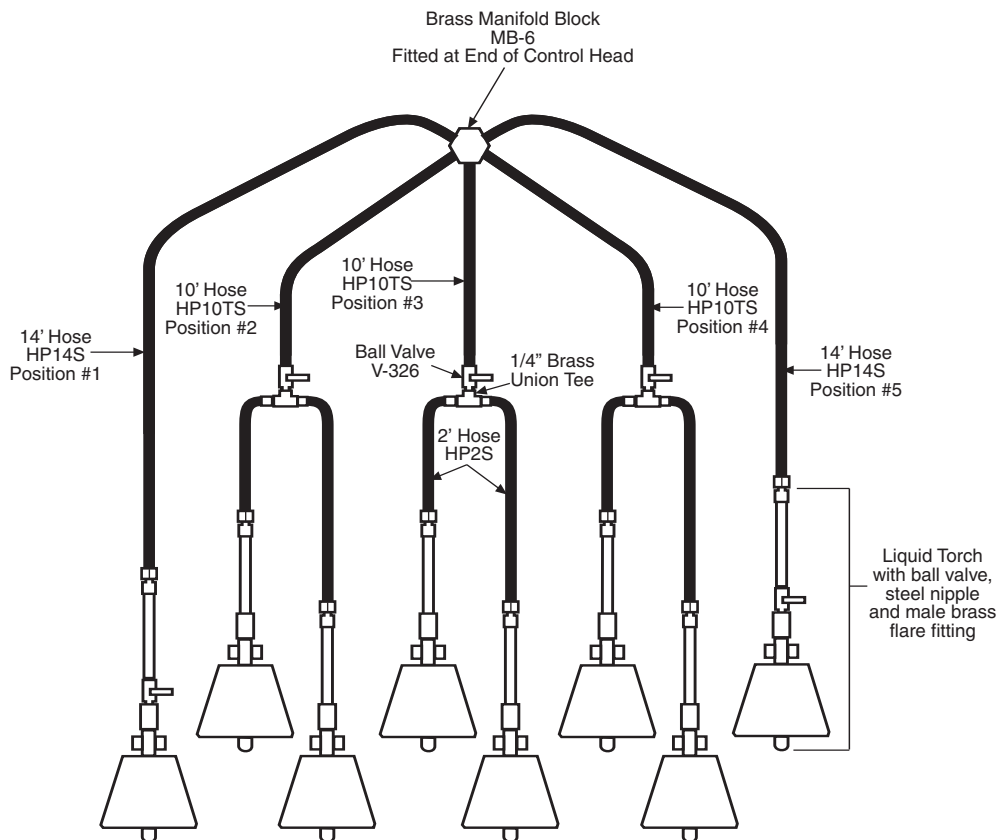 Brass Manifold Block
MB-6
Fitted at End of Control Head
10’ Hose
HP10TS
Position #3
10’ Hose
HP10TS
Position #2
10’ Hose
HP10TS
Position #4
14’ Hose
HP14S
Position #1
Ball Valve
V-326
1/4” Brass
Union Tee
14’ Hose
HP14S
Position #5
2’ Hose
HP2S
Liquid Torch
with ball valve,
steel nipple
and male brass
flare fitting